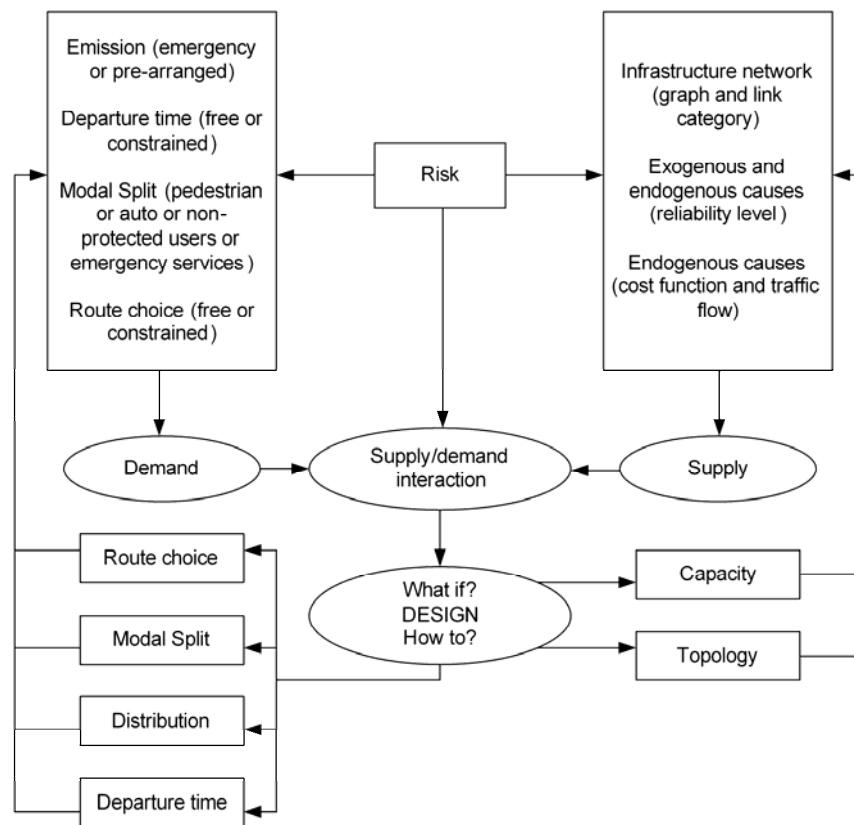 Emission (emergency
or pre-arranged)
Departure time (free or
constrained)
Modal Split (pedestrian
or auto or non-
protected users or
emergency services)
Route choice (free or
constrained)
Risk
Infrastructure network
(graph and link
category)
Exogenous and
endogenous causes
(reliability level)
Endogenous causes
(cost function and traffic
flow)
Demand
Supply/demand
interaction
Supply
Route choice
Modal Split
Distribution
Departure time
What if?
DESIGN
How to?
Capacity
Topology